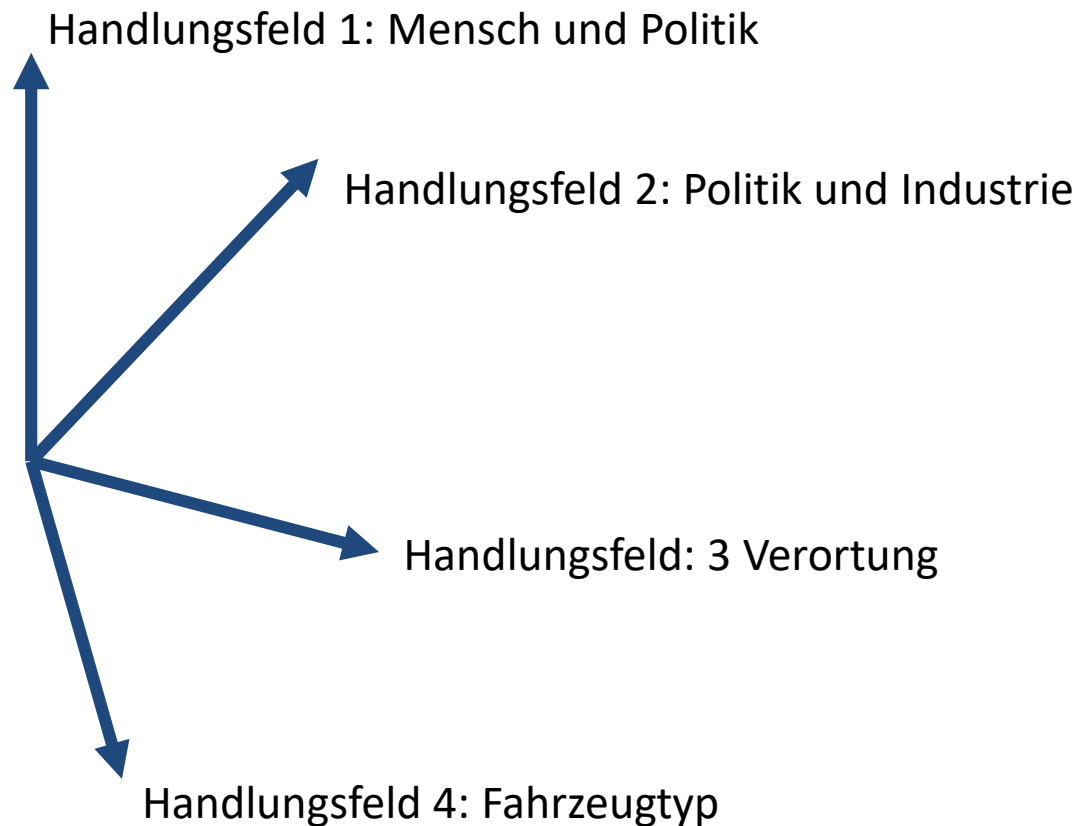 Handlungsfeld 1: Mensch und Politik
Handlungsfeld 2: Politik und Industrie
Handlungsfeld: 3 Verortung
Handlungsfeld 4: Fahrzeugtyp